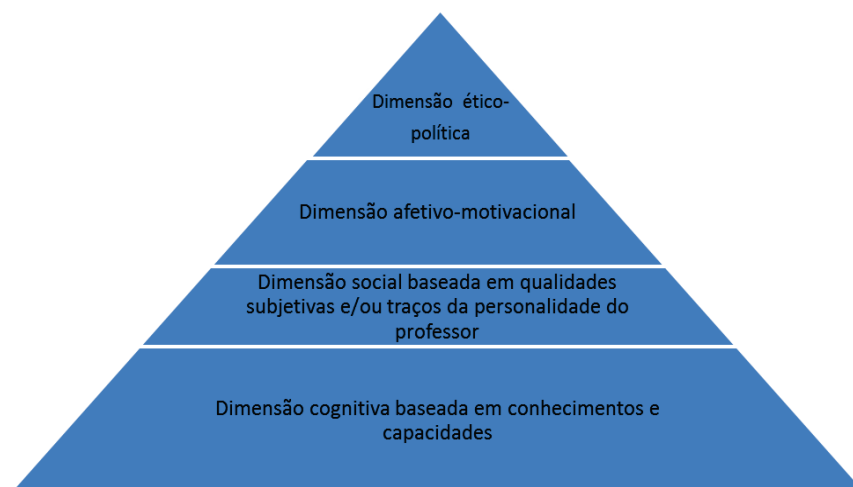 Dimensão ético-
política
Dimensão afetivo-motivacional
Dimensão social baseada em qualidades
subjetivas e/ou traços da personalidade do
professor
Dimensão cognitiva baseada em conhecimentos e
capacidades